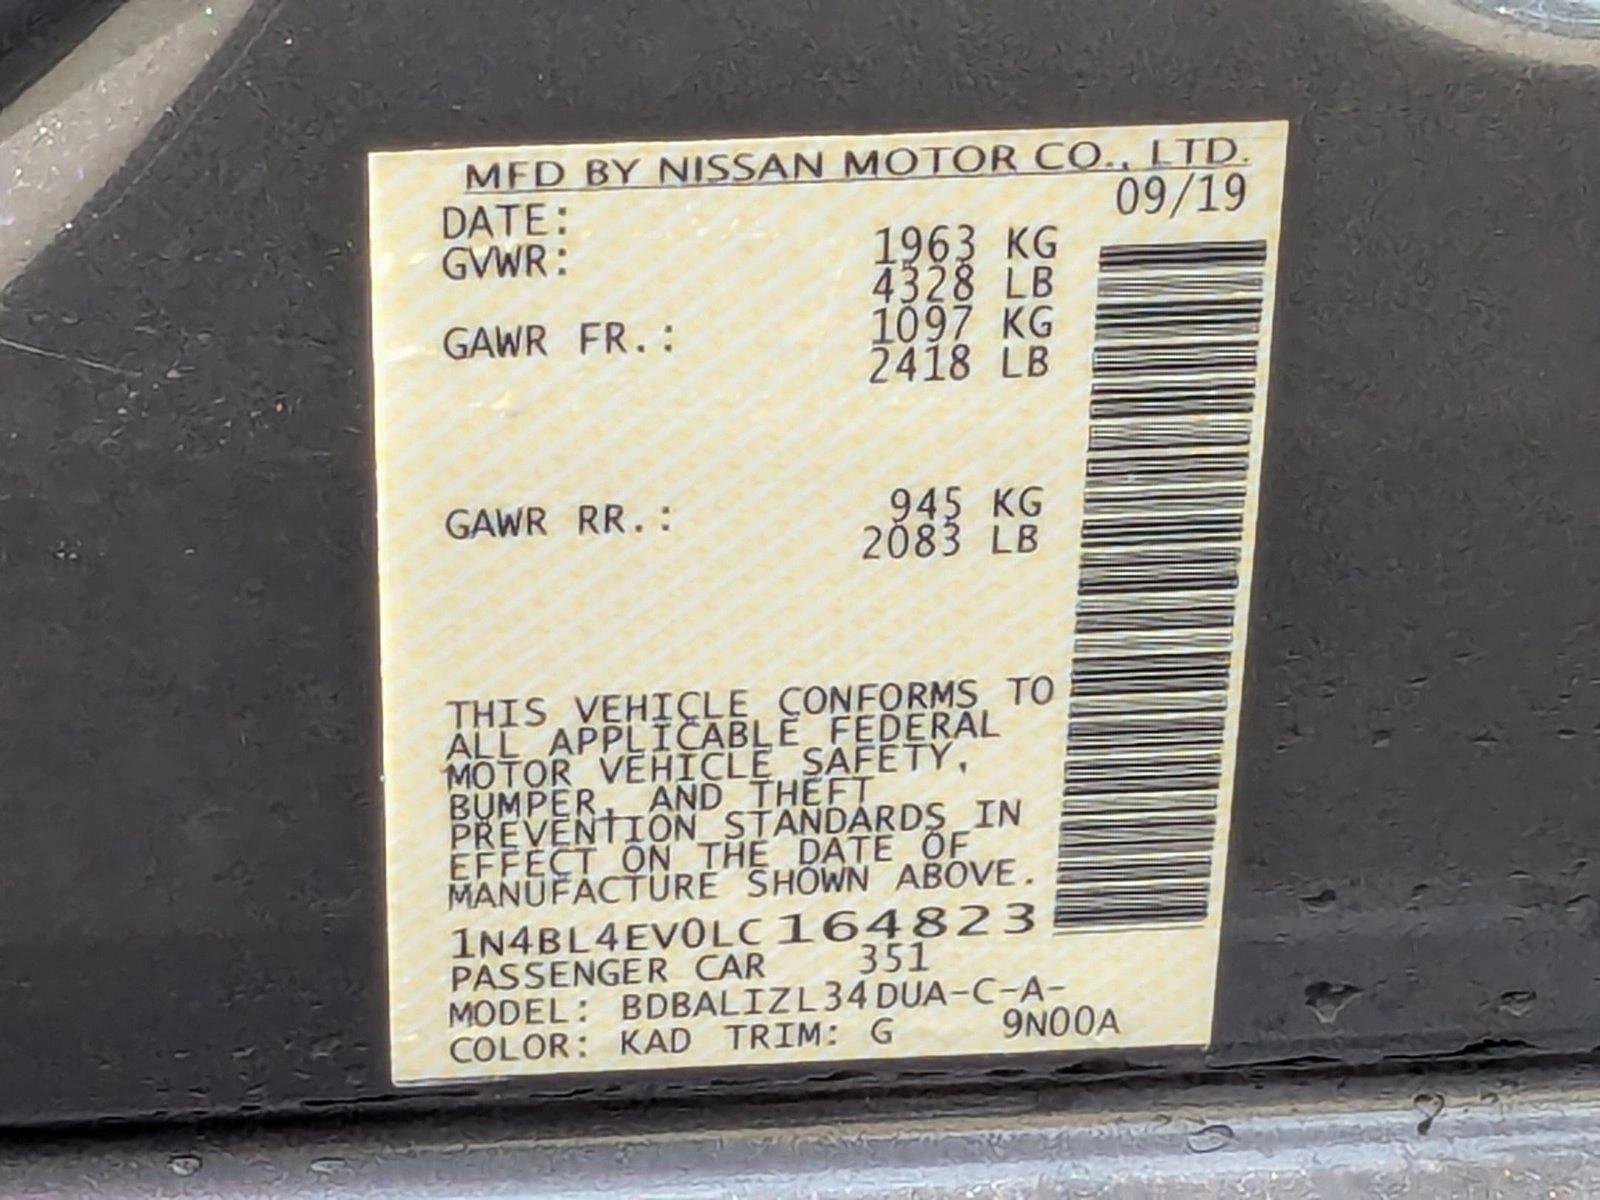 MFD BY NISSAN MOTOR CO., LTD.
DATE: 09/19
GVWR: 1963 KG
4328 LB
GAWR FR.: 1097 KG
2418 LB
GAWR RR.: 945 KG
2083 LB
THIS VEHICLE CONFORMS TO
ALL APPLICABLE FEDERAL
MOTOR VEHICLE SAFETY,
BUMPER, AND THEFT
PREVENTION STANDARDS IN
EFFECT ON THE DATE OF
MANUFACTURE SHOWN ABOVE.
1N4BL4EV0LC164823
PASSENGER CAR 351
MODEL: BDBALIZL34DUA-C-A-
COLOR: KAD TRIM: G 9N00A